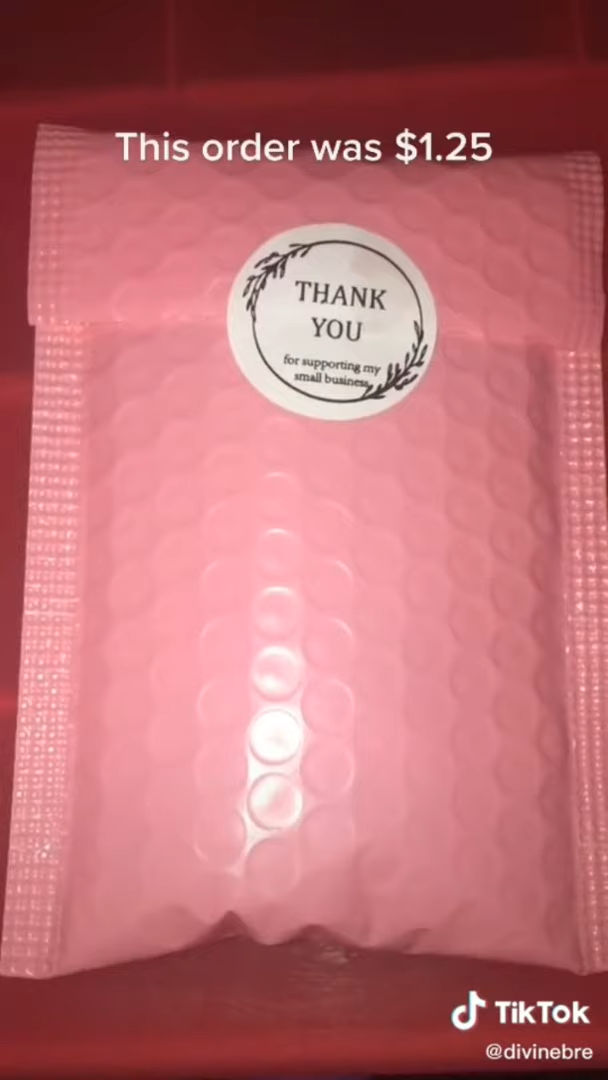 This order was $1.25
THANK
YOU
for supporting my
small business
TikTok
@divinebre